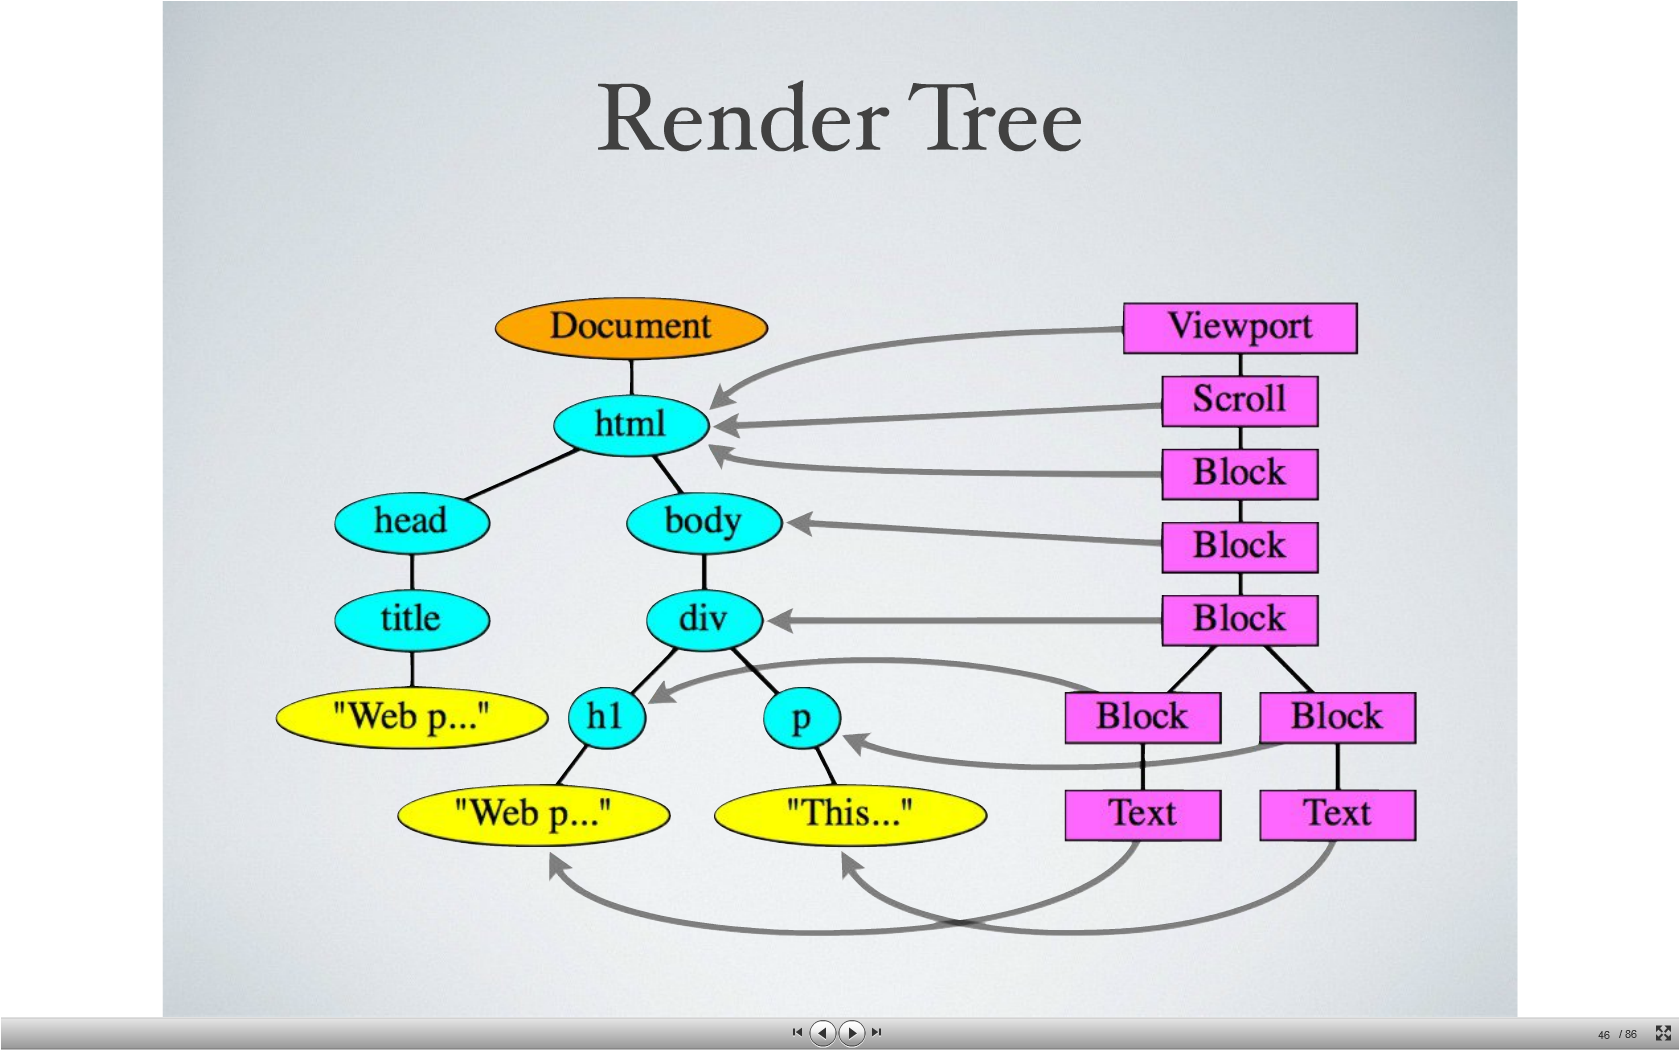 Render Tree
Document
Viewport
Scroll
html
Block
head
body
Block
title
div
Block
"Web p..."
h1
p
Block
Block
"Web p..."
"This..."
Text
Text
46 / 86